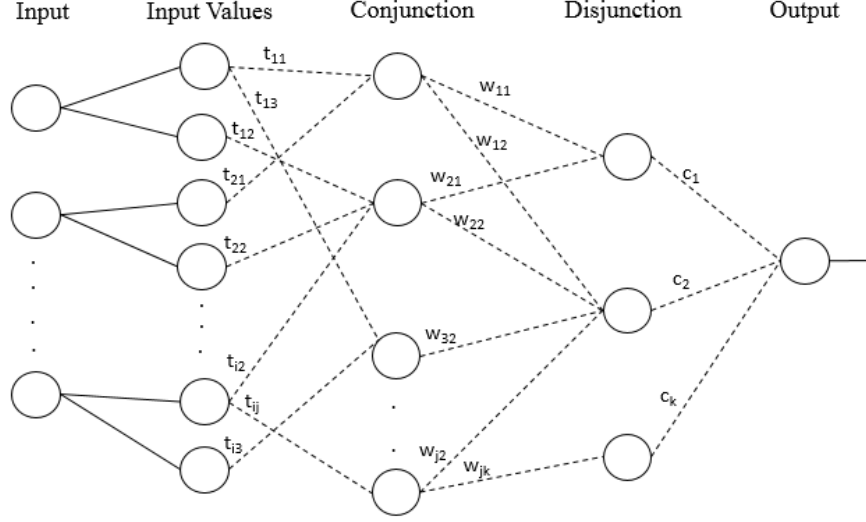 Input Input Values Conjunction Disjunction Output
t11
t13
t12
t21
t22
ti2
tij
ti3
w11
w12
w21
w22
w32
wj2
wjk
c1
c2
ck